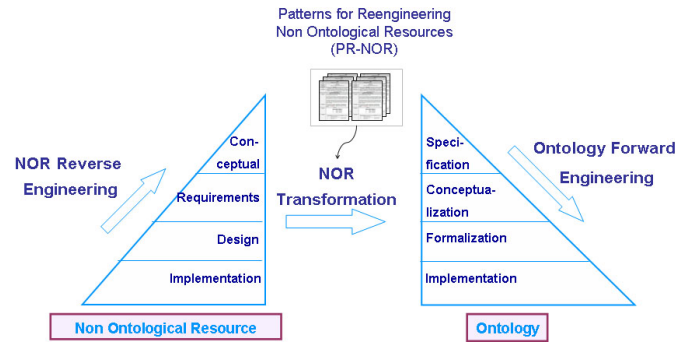 Patterns for Reengineering
Non Ontological Resources
(PR-NOR)
NOR Reverse
Engineering
Con-
ceptual
Requirements
Design
Implementation
Non Ontological Resource
NOR
Transformation
Speci-
fication
Conceptua-
lization
Formalization
Implementation
Ontology
Ontology Forward
Engineering